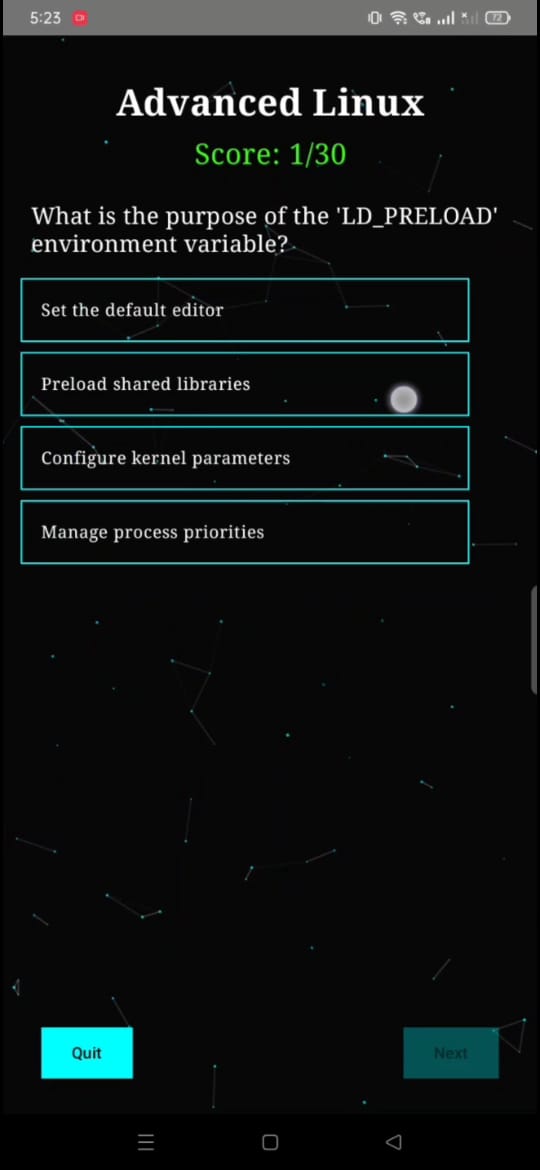 5:23
72
Advanced Linux
Score: 1/30
What is the purpose of the 'LD_PRELOAD'
environment variable?
Set the default editor
Preload shared libraries
Configure kernel parameters
Manage process priorities
Quit
Next